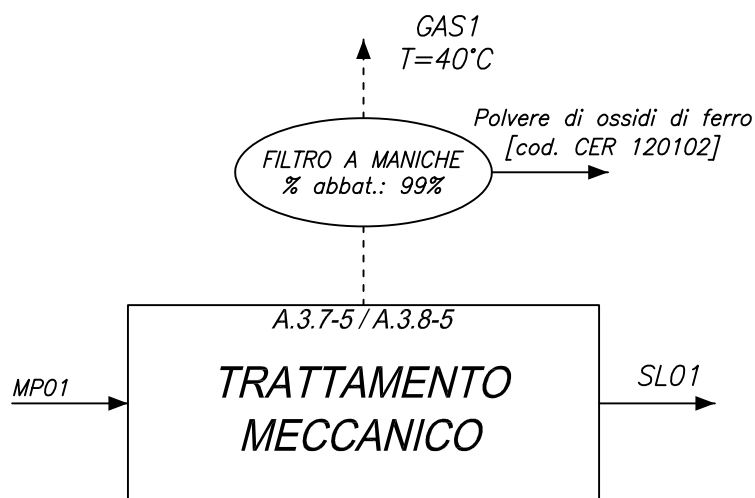 GAS1
T=40°C
Polvere di ossidi di ferro
[cod. CER 120102]
FILTRO A MANICHE
% abbat.: 99%
A.3.7-5 / A.3.8-5
MP01
TRATTAMENTO
MECCANICO
SL01